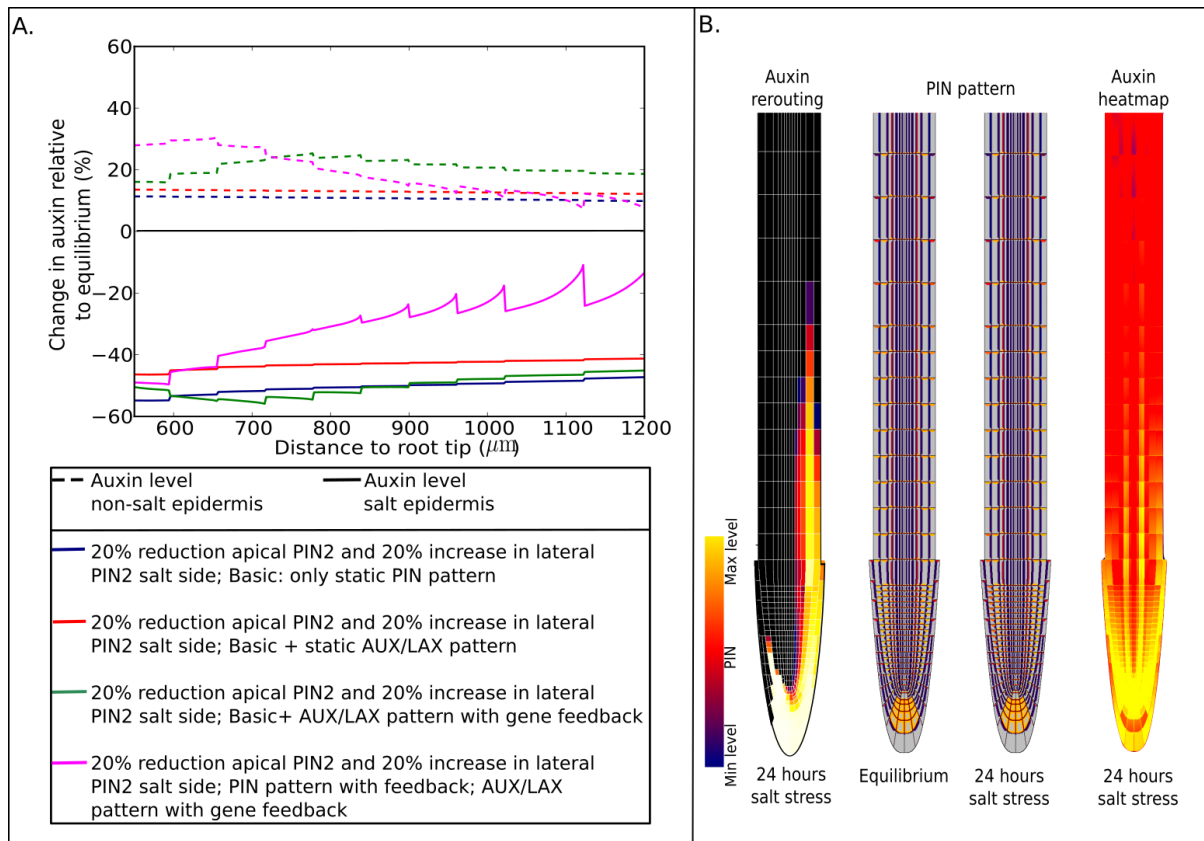 A.
60
40
20
0
−20
−40
−60
Change in auxin relative
to equilibrium (%)
600
700
800
900
1000
1100
1200
Distance to root tip (μm)
Auxin level
non-salt epidermis
Auxin level
salt epidermis
20% reduction apical PIN2 and 20% increase in lateral
PIN2 salt side; Basic: only static PIN pattern
20% reduction apical PIN2 and 20% increase in lateral
PIN2 salt side; Basic + static AUX/LAX pattern
20% reduction apical PIN2 and 20% increase in lateral
PIN2 salt side; Basic+ AUX/LAX pattern with gene feedback
20% reduction apical PIN2 and 20% increase in lateral
PIN2 salt side; PIN pattern with feedback; AUX/LAX
pattern with gene feedback
B.
Auxin
rerouting
PIN pattern
Auxin
heatmap
Max level
PIN
Min level
24 hours
salt stress
Equilibrium
24 hours
salt stress
24 hours
salt stress